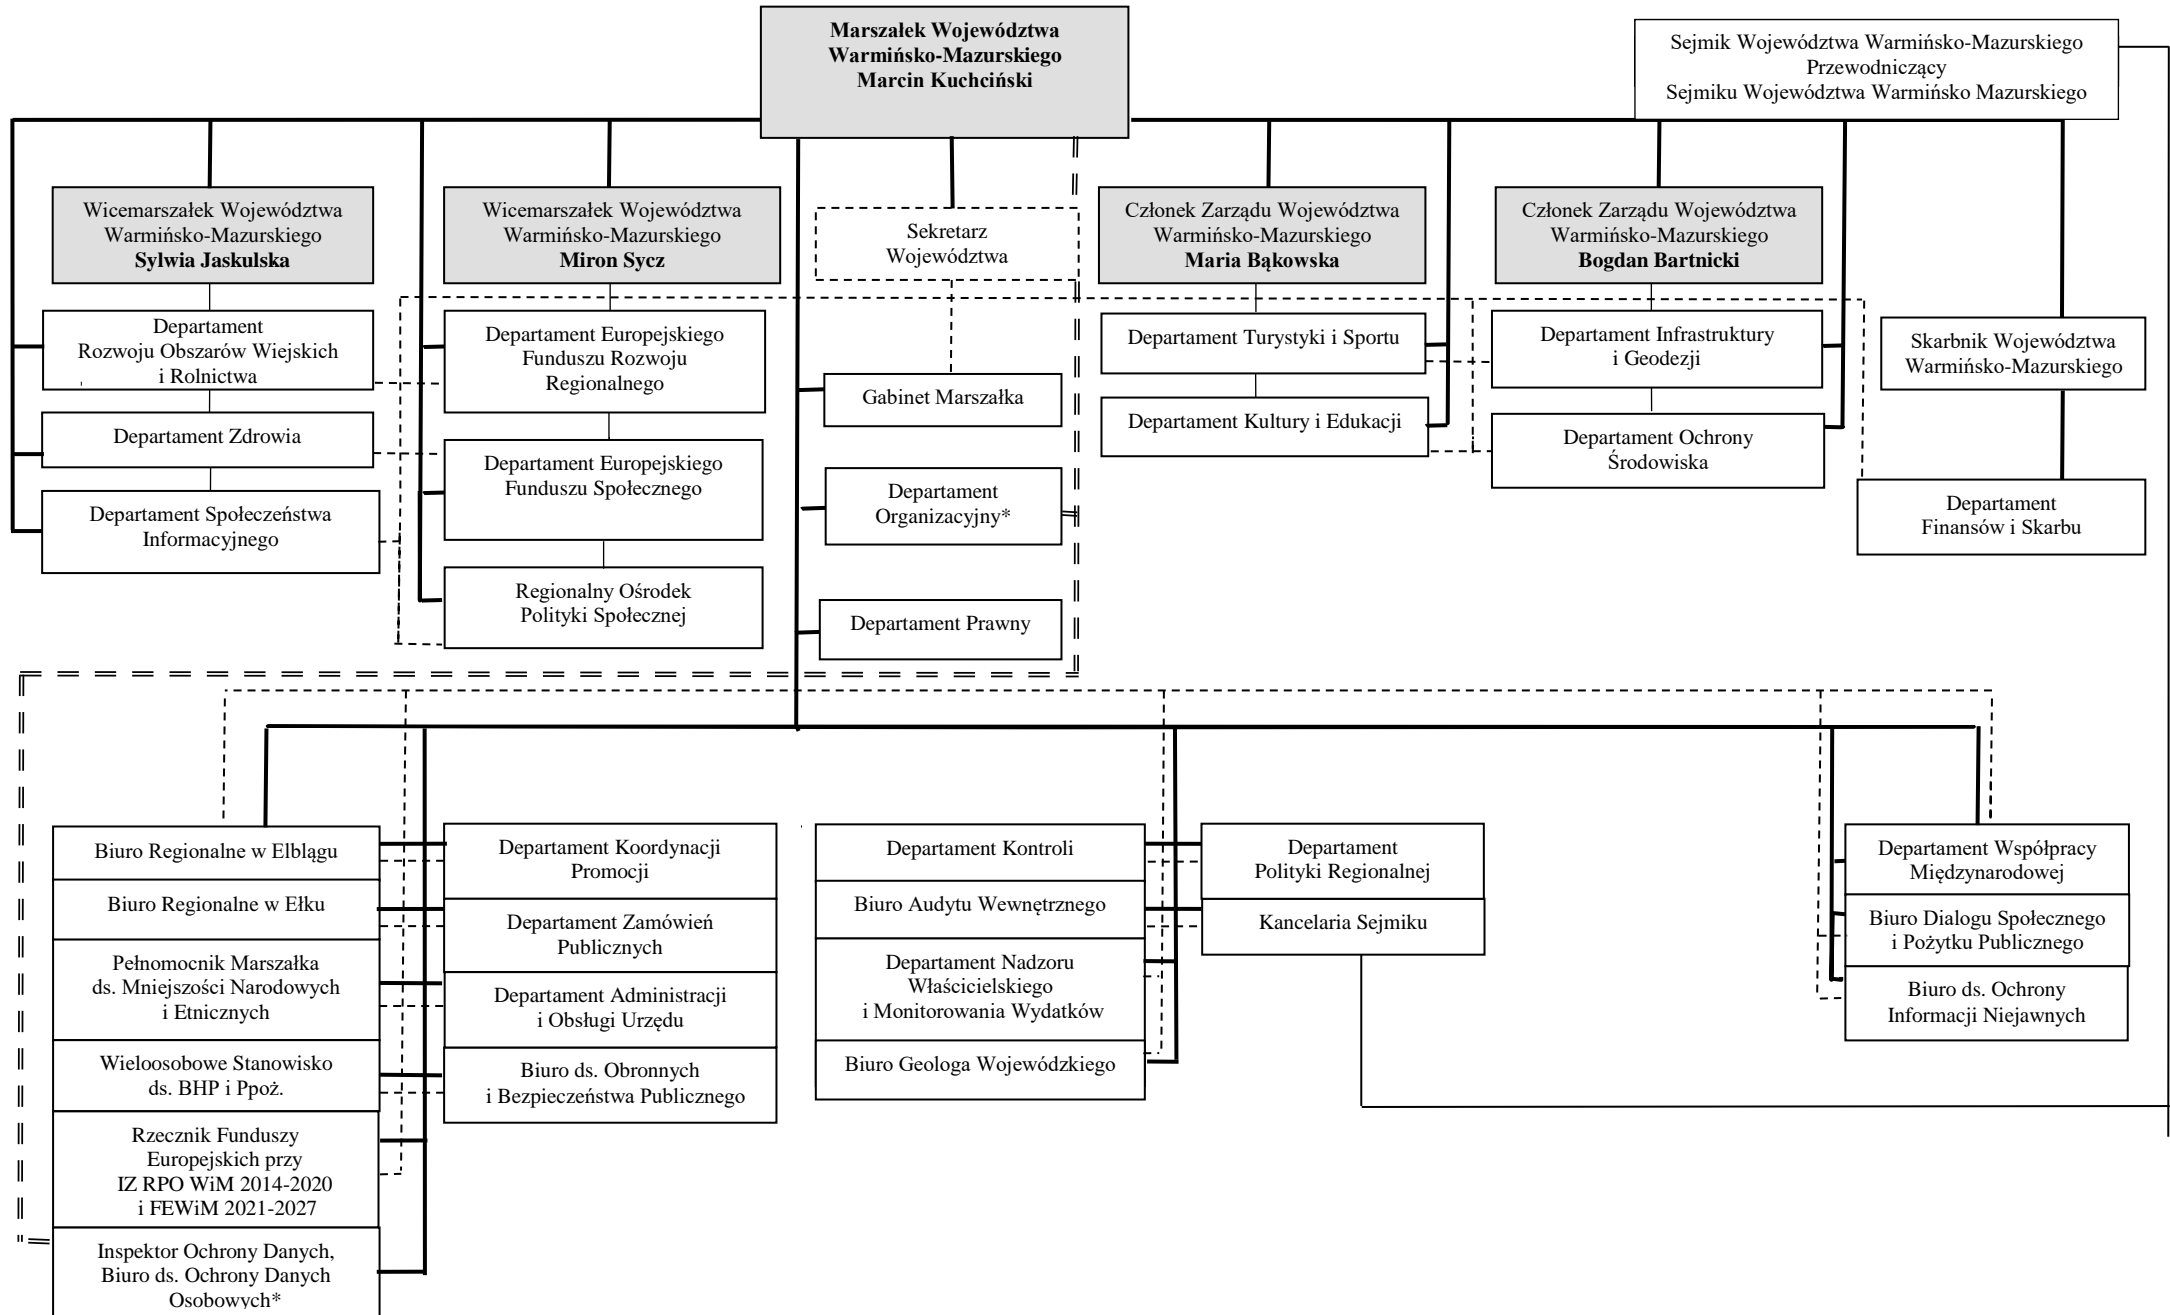 Marszałek Województwa
Warmińsko-Mazurskiego
Marcin Kuchciński
Sejmik Województwa Warmińsko-Mazurskiego
Przewodniczący
Sejmiku Województwa Warmińsko Mazurskiego
Wicemarszałek Województwa
Warmińsko-Mazurskiego
Sylwia Jaskulska
Wicemarszałek Województwa
Warmińsko-Mazurskiego
Miron Sycz
Sekretarz
Województwa
Członek Zarządu Województwa
Warmińsko-Mazurskiego
Maria Bąkowska
Członek Zarządu Województwa
Warmińsko-Mazurskiego
Bogdan Bartnicki
Departament
Rozwoju Obszarów Wiejskich
i Rolnictwa
Departament Zdrowia
Departament Społeczeństwa
Informacyjnego
Departament Europejskiego
Funduszu Rozwoju
Regionalnego
Departament Europejskiego
Funduszu Społecznego
Regionalny Ośrodek
Polityki Społecznej
Gabinet Marszałka
Departament
Organizacyjny*
Departament Prawny
Departament Turystyki i Sportu
Departament Kultury i Edukacji
Departament Infrastruktury
i Geodezji
Departament Ochrony
Środowiska
Skarbnik Województwa
Warmińsko-Mazurskiego
Departament
Finansów i Skarbu
Biuro Regionalne w Elblągu
Biuro Regionalne w Ełku
Pełnomocnik Marszałka
ds. Mniejszości Narodowych
i Etnicznych
Wieloosobowe Stanowisko
ds. BHP i Ppoż.
Rzecznik Funduszy
Europejskich przy
IZ RPO WiM 2014-2020
i FEWiM 2021-2027
Inspektor Ochrony Danych,
Biuro ds. Ochrony Danych
Osobowych*
Departament Koordynacji
Promocji
Departament Zamówień
Publicznych
Departament Administracji
i Obsługi Urzędu
Biuro ds. Obronnych
i Bezpieczeństwa Publicznego
Departament Kontroli
Biuro Audytu Wewnętrznego
Departament Nadzoru
Właścicielskiego
i Monitorowania Wydatków
Biuro Geologa Wojewódzkiego
Departament
Polityki Regionalnej
Kancelaria Sejmiku
Departament Współpracy
Międzynarodowej
Biuro Dialogu Społecznego
i Pożytku Publicznego
Biuro ds. Ochrony
Informacji Niejawnych